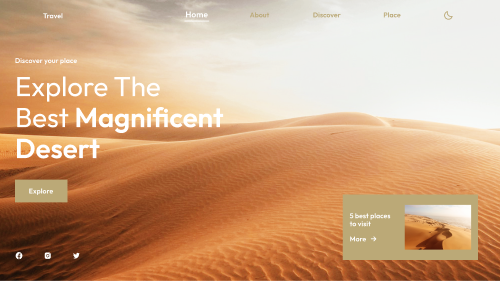 Travel
Home
About
Discover
Place
Discover your place
Explore The
Best Magnificent
Desert
Explore
5 best places
to visit
More →